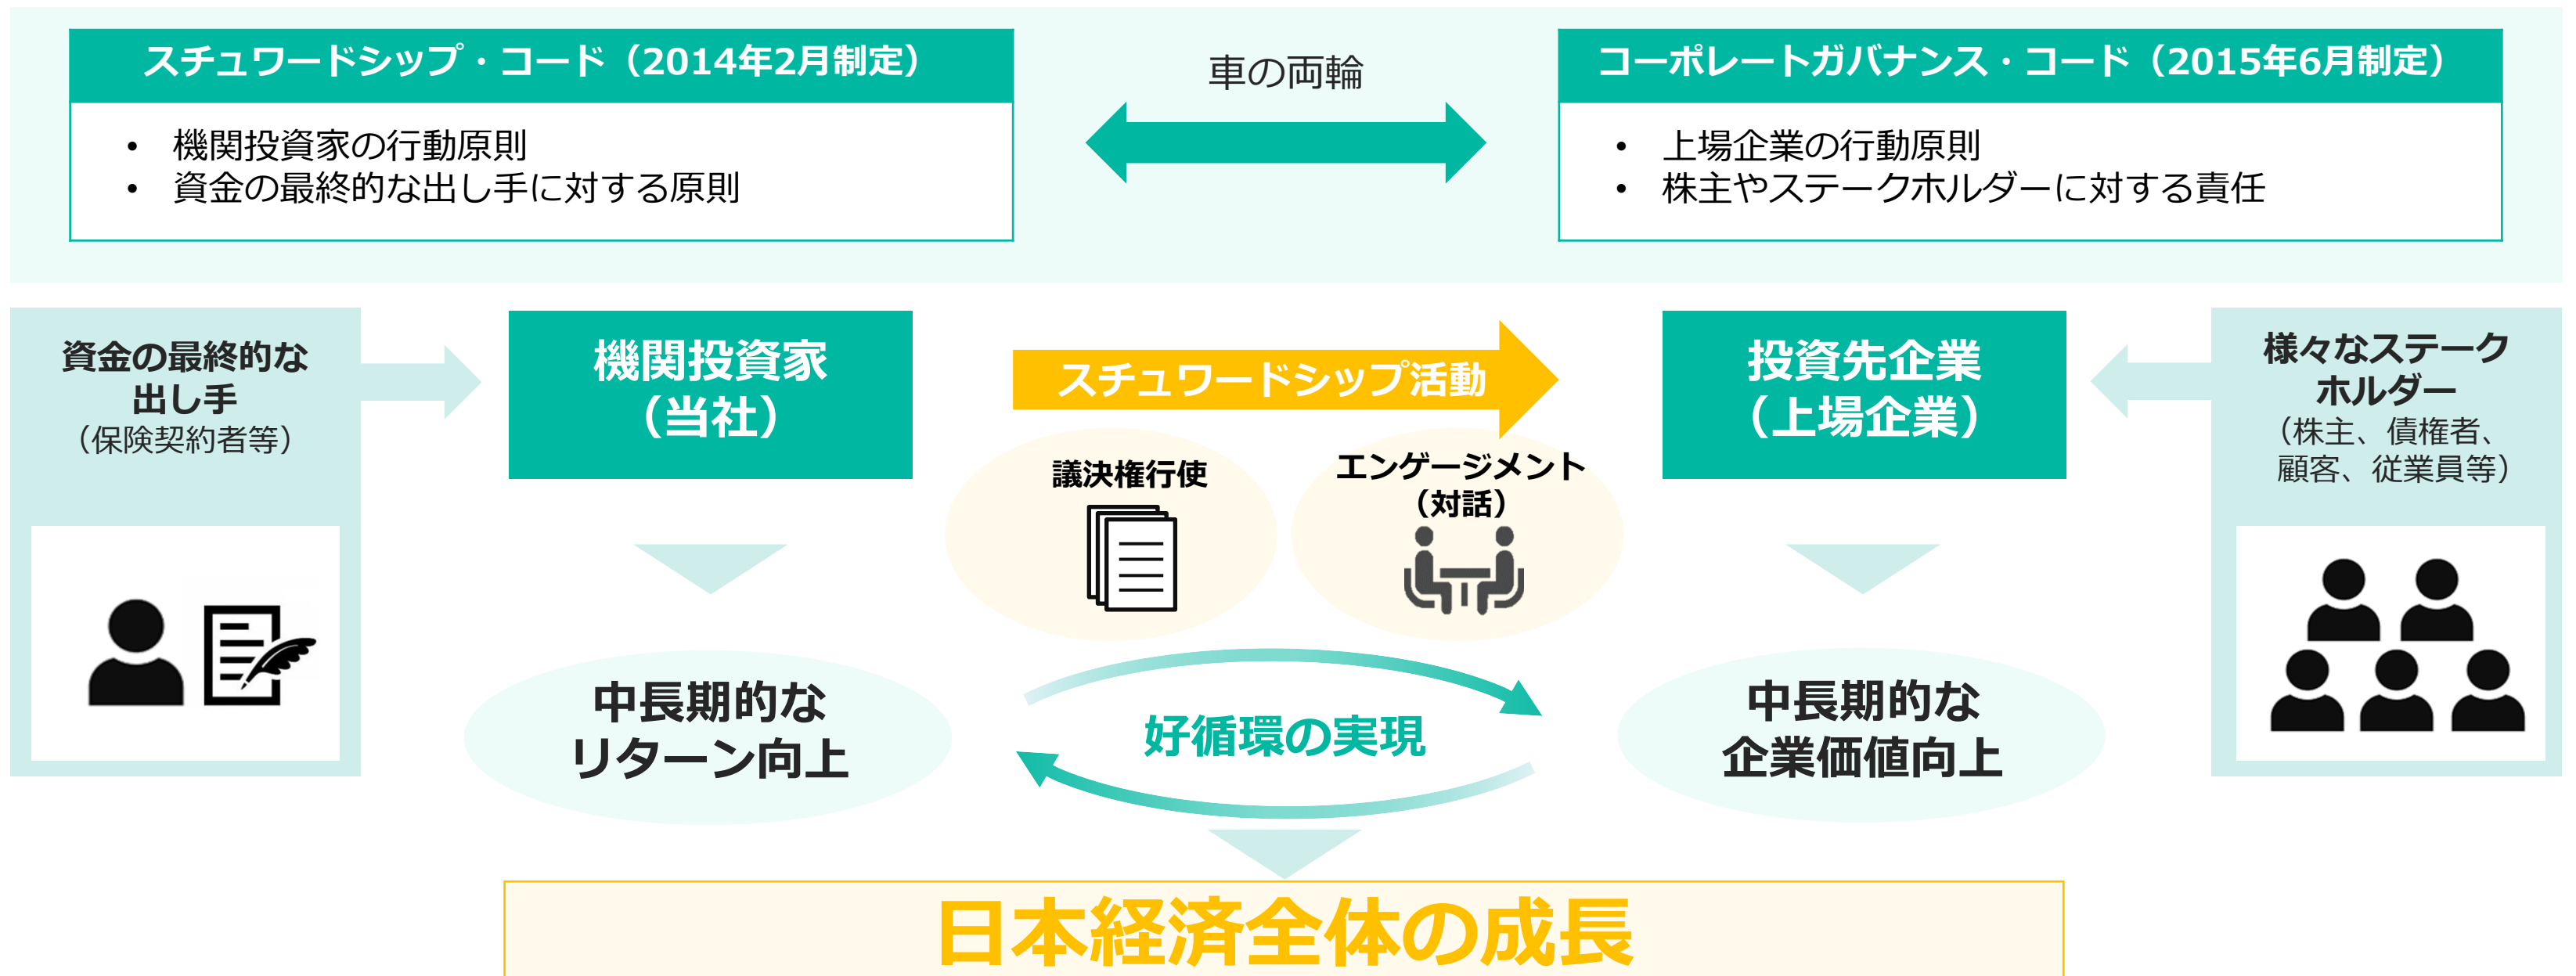 スチュワードシップ・コード（2014年2月制定）
• 機関投資家の行動原則
• 資金の最終的な出し手に対する原則
車の両輪
コーポレートガバナンス・コード（2015年6月制定）
• 上場企業の行動原則
• 株主やステークホルダーに対する責任
資金の最終的な
出し手
（保険契約者等）
機関投資家
（当社）
スチュワードシップ活動
議決権行使
エンゲージメント
（対話）
投資先企業
（上場企業）
様々なステーク
ホルダー
（株主、債権者、
顧客、従業員等）
中長期的な
リターン向上
好循環の実現
中長期的な
企業価値向上
日本経済全体の成長